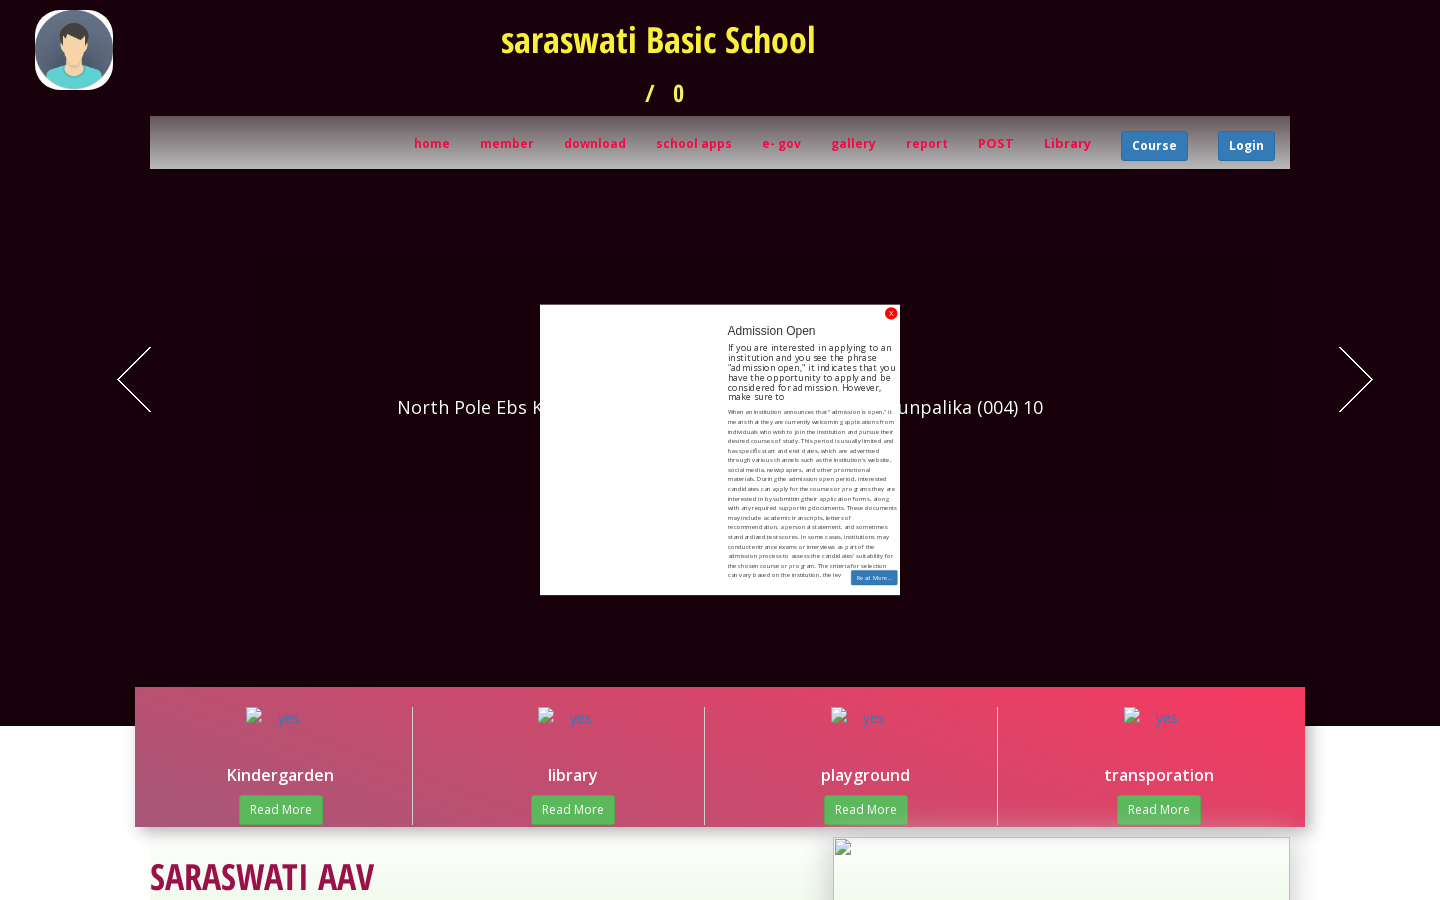 saraswati Basic School
/ 0
home member download school apps e- gov gallery report POST Library Course Login
X
Admission Open
If you are interested in applying to an
institution and you see the phrase
"admission open," it indicates that you
have the opportunity to apply and be
considered for admission. However,
make sure to
When an institution announces that "admission is open," it
means that they are currently welcoming applications from
individuals who wish to join the institution and pursue their
desired courses of study. This period is usually limited and
has specific start and end dates, which are advertised
through various channels such as the institution's website,
social media, newspapers, and other promotional
materials. During the admission open period, interested
candidates can apply for the courses or programs they are
interested in by submitting their application forms, along
with any required supporting documents. These documents
may include academic transcripts, letters of
recommendation, a personal statement, and sometimes
standardized test scores. In some cases, institutions may
conduct entrance exams or interviews as part of the
admission process to assess the candidates' suitability for
the chosen course or program. The criteria for selection
can vary based on the institution, the lev
Read More...
North Pole Ebs unpalika (004) 10
yes yes yes yes
Kindergarden library playground transporation
Read More Read More Read More Read More
SARASWATI AAV